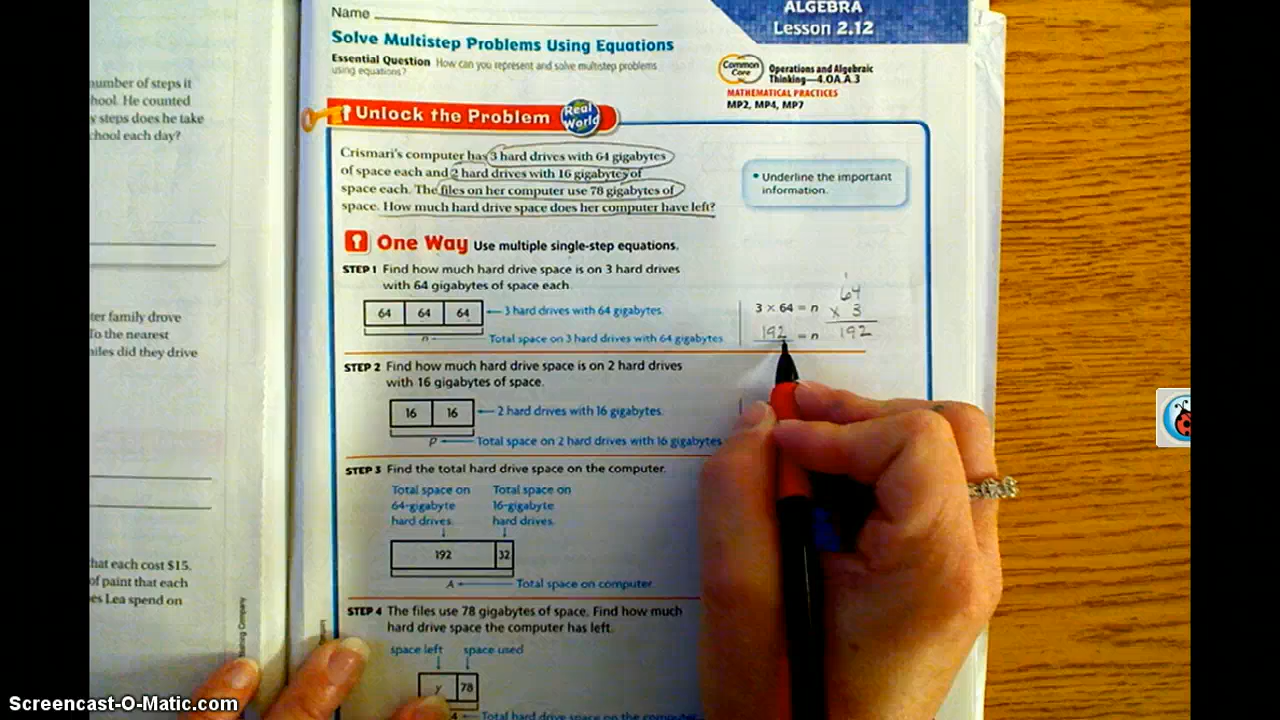 Name
ALGEBRA
Lesson 2.12
Solve Multistep Problems Using Equations
Essential Question How can you represent and solve multistep problems
using equations?
Common
Core
Operations and Algebraic
Thinking—4.OA.A.3
MATHEMATICAL PRACTICES
MP2, MP4, MP7
Unlock the Problem
Real
World
Crismari's computer has 3 hard drives with 64 gigabytes
of space each and 2 hard drives with 16 gigabytes of
space each. The files on her computer use 78 gigabytes of
space. How much hard drive space does her computer have left?
• Underline the important
information.
One Way Use multiple single-step equations.
STEP 1 Find how much hard drive space is on 3 hard drives
with 64 gigabytes of space each.
64 64 64
3 hard drives with 64 gigabytes.
n
Total space on 3 hard drives with 64 gigabytes.
3 × 64 = n
192 = n
1
64
x 3
192
STEP 2 Find how much hard drive space is on 2 hard drives
with 16 gigabytes of space.
16 16
2 hard drives with 16 gigabytes.
p
Total space on 2 hard drives with 16 gigabytes
STEP 3 Find the total hard drive space on the computer.
Total space on
64-gigabyte
hard drives
Total space on
16-gigabyte
hard drives.
192 32
A
Total space on computer.
STEP 4 The files use 78 gigabytes of space. Find how much
hard drive space the computer has left.
space left space used
y 78
A
Total hard drive space on the computer
number of steps it
hool. He counted
y steps does he take
chool each day?
ter family drove
To the nearest
miles did they drive
hat each cost $15.
of paint that each
es Lea spend on
Screencast-O-Matic.com